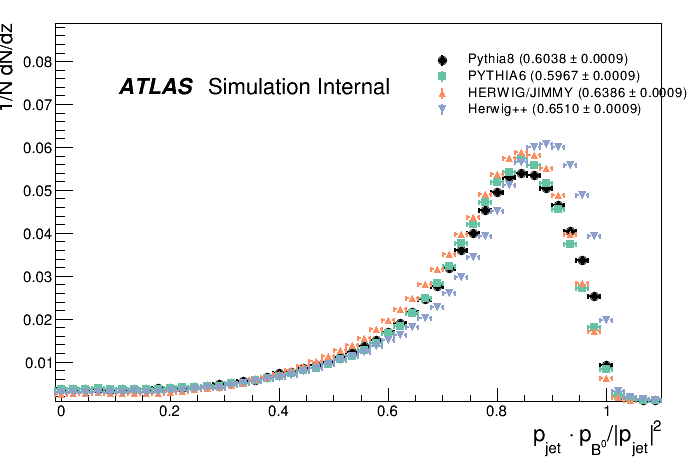 1/N dN/dz
0.08
0.07
0.06
0.05
0.04
0.03
0.02
0.01
ATLAS Simulation Internal
Pythia8 (0.6038 ± 0.0009)
PYTHIA6 (0.5967 ± 0.0009)
HERWIG/JIMMY (0.6386 ± 0.0009)
Herwig++ (0.6510 ± 0.0009)
0 0.2 0.4 0.6 0.8 1
p_jet · p_B⁰/|p_jet|²